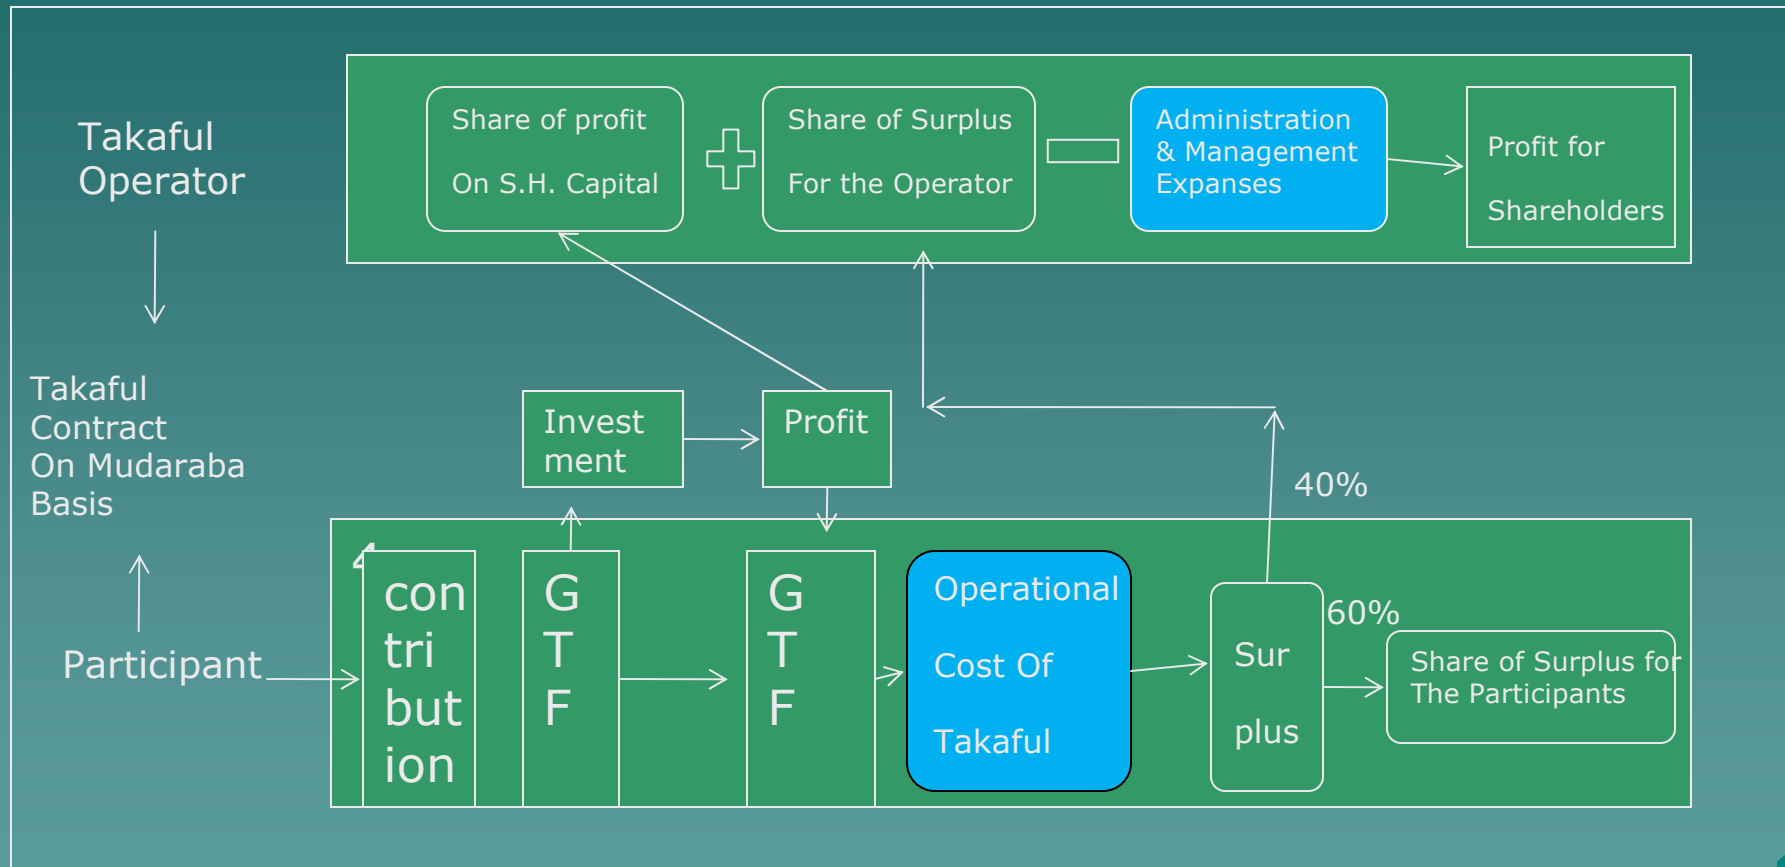 Takaful
Operator
Share of profit
On S.H. Capital
Share of Surplus
For the Operator
Administration
& Management
Expanses
Profit for
Shareholders
Takaful
Contract
On Mudaraba
Basis
Invest
ment
Profit
40%
Participant
con
tri
but
ion
G
T
F
G
T
F
Operational
Cost Of
Takaful
Sur
plus
60%
Share of Surplus for
The Participants